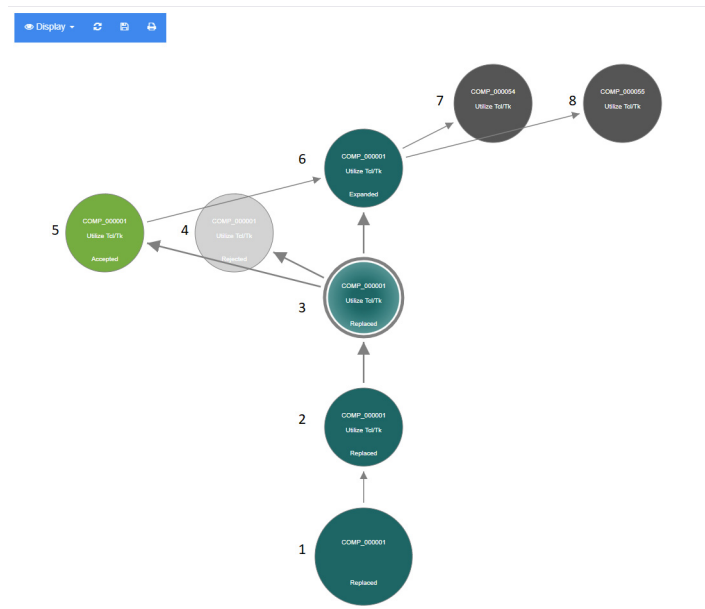 Display
7
COMP_000054
Utilize Tol/Tk
8
COMP_000055
Utilize Tol/Tk
6
COMP_000001
Utilize Tol/Tk
Expanded
5
COMP_000001
Utilize Tol/Tk
Accepted
4
COMP_000001
Utilize Tol/Tk
Rejected
3
COMP_000001
Utilize Tol/Tk
Replaced
2
COMP_000001
Utilize Tol/Tk
Replaced
1
COMP_000001
Replaced